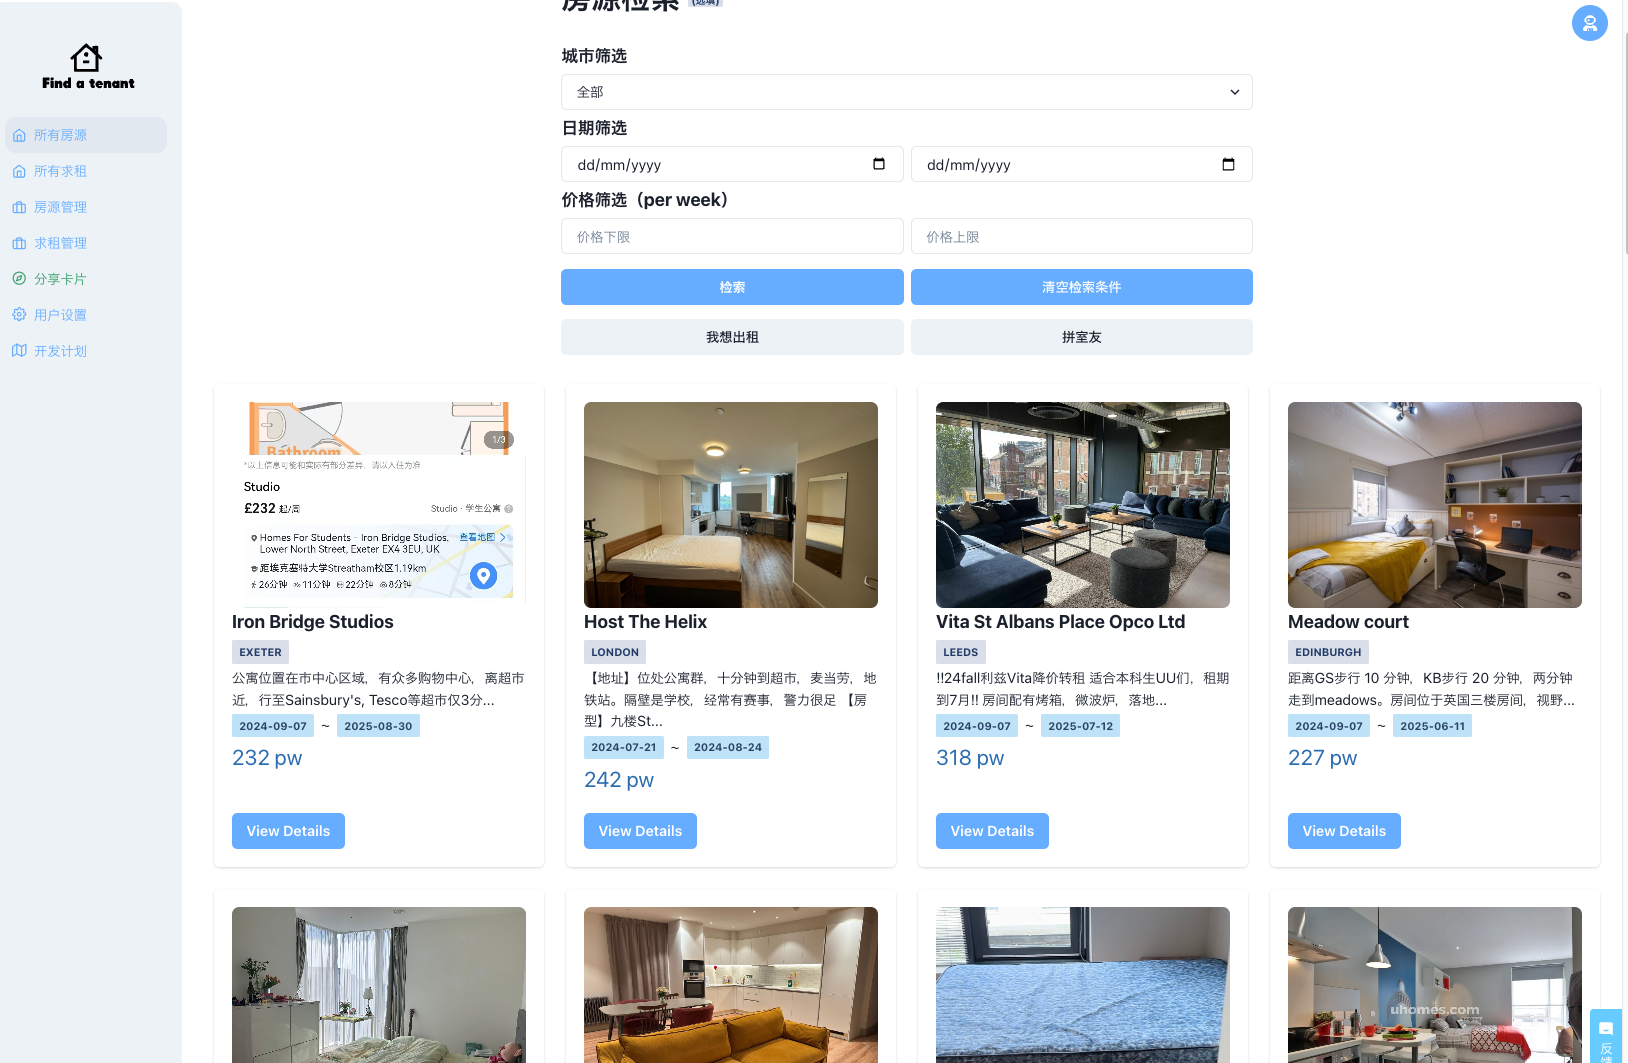 房源检索 (选填)
Find a tenant
所有房源
所有求租
房源管理
求租管理
分享卡片
用户设置
开发计划
城市筛选
全部
日期筛选
dd/mm/yyyy
dd/mm/yyyy
价格筛选（per week）
价格下限
价格上限
检索
清空检索条件
我想出租
拼室友
Bathroom
1/3
*以上信息可能和实际有部分差异，请以入住为准
Studio
£232 起/周
Studio · 学生公寓
Homes For Students - Iron Bridge Studios,
查看地图
Lower North Street, Exeter EX4 3EU, UK
距埃克塞特大学Streatham校区1.19km
26分钟 11分钟 22分钟 8分钟
Iron Bridge Studios
EXETER
公寓位置在市中心区域，有众多购物中心，离超市
近，行至Sainsbury's, Tesco等超市仅3分...
2024-09-07 ~ 2025-08-30
232 pw
View Details
Host The Helix
LONDON
【地址】位处公寓群，十分钟到超市，麦当劳，地
铁站。隔壁是学校，经常有赛事，警力很足 【房
型】九楼St...
2024-07-21 ~ 2024-08-24
242 pw
View Details
Vita St Albans Place Opco Ltd
LEEDS
!!24fall利兹Vita降价转租 适合本科生UU们，租期
到7月!! 房间配有烤箱，微波炉，落地...
2024-09-07 ~ 2025-07-12
318 pw
View Details
Meadow court
EDINBURGH
距离GS步行 10 分钟，KB步行 20 分钟，两分钟
走到meadows。房间位于英国三楼房间，视野...
2024-09-07 ~ 2025-06-11
227 pw
View Details
uhomes.com
反馈